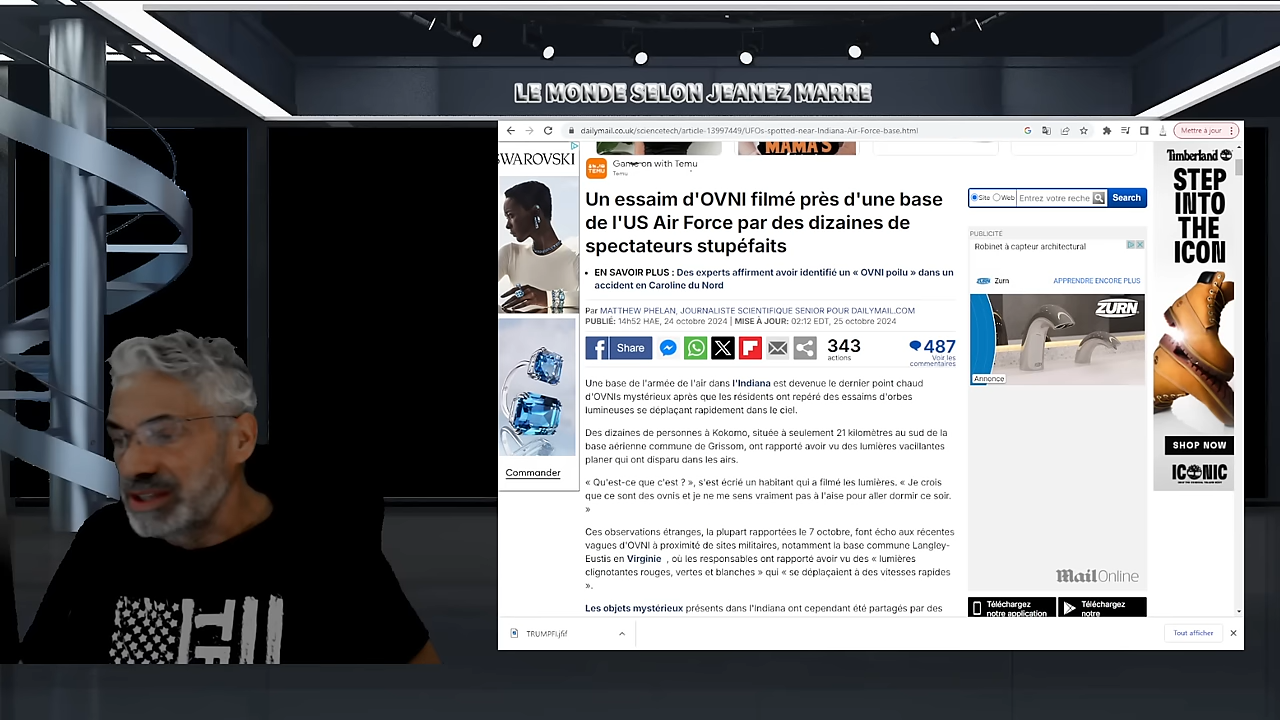 LE MONDE SELON JEANEZ MARRE
dailymail.co.uk/sciencetech/article-13997449/UFOs-spotted-near-Indiana-Air-Force-base.html
Mettre à jour
SWAROVSKI
MAMA'S
TEMU
Game on with Temu
Temu
Un essaim d'OVNI filmé près d'une base
de l'US Air Force par des dizaines de
spectateurs stupéfaits
• EN SAVOIR PLUS : Des experts affirment avoir identifié un « OVNI poilu » dans un
accident en Caroline du Nord
Par MATTHEW PHELAN, JOURNALISTE SCIENTIFIQUE SENIOR POUR DAILYMAIL.COM
PUBLIÉ: 14h52 HAE, 24 octobre 2024 | MISE À JOUR: 02:12 EDT, 25 octobre 2024
Share
343
actions
487
Voir les
commentaires
Une base de l'armée de l'air dans l'Indiana est devenue le dernier point chaud
d'OVNIs mystérieux après que les résidents ont repéré des essaims d'orbes
lumineuses se déplaçant rapidement dans le ciel.
Des dizaines de personnes à Kokomo, située à seulement 21 kilomètres au sud de la
base aérienne commune de Grissom, ont rapporté avoir vu des lumières vacillantes
planer qui ont disparu dans les airs.
« Qu'est-ce que c'est ? », s'est écrié un habitant qui a filmé les lumières. « Je crois
que ce sont des ovnis et je ne me sens vraiment pas à l'aise pour aller dormir ce soir.
»
Ces observations étranges, la plupart rapportées le 7 octobre, font écho aux récentes
vagues d'OVNI à proximité de sites militaires, notamment la base commune Langley-
Eustis en Virginie , où les responsables ont rapporté avoir vu des « lumières
clignotantes rouges, vertes et blanches » qui « se déplaçaient à des vitesses rapides
».
Les objets mystérieux présents dans l'Indiana ont cependant été partagés par des
Commander
Site
Web
Entrez votre reche
Search
PUBLICITÉ
Robinet à capteur architectural
Zurn
APPRENDRE ENCORE PLUS
ZURN
Annonce
Mail Online
Téléchargez
notre application
Téléchargez
notre
Timberland
STEP
INTO
THE
ICON
SHOP NOW
ICONIC
TRUMPF.jfif
Tout afficher